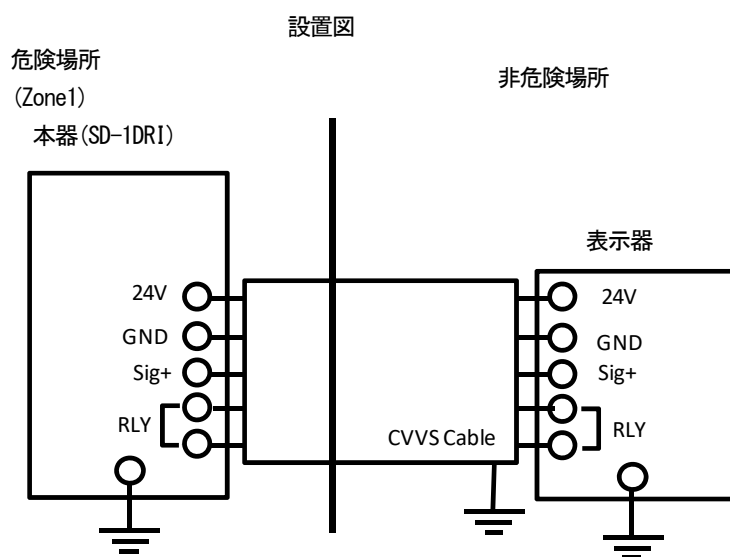 設置図
危険場所
(Zone1)
本器(SD-1DRI)
非危険場所
表示器
24V
GND
Sig+
RLY
CVVS Cable
24V
GND
Sig+
RLY